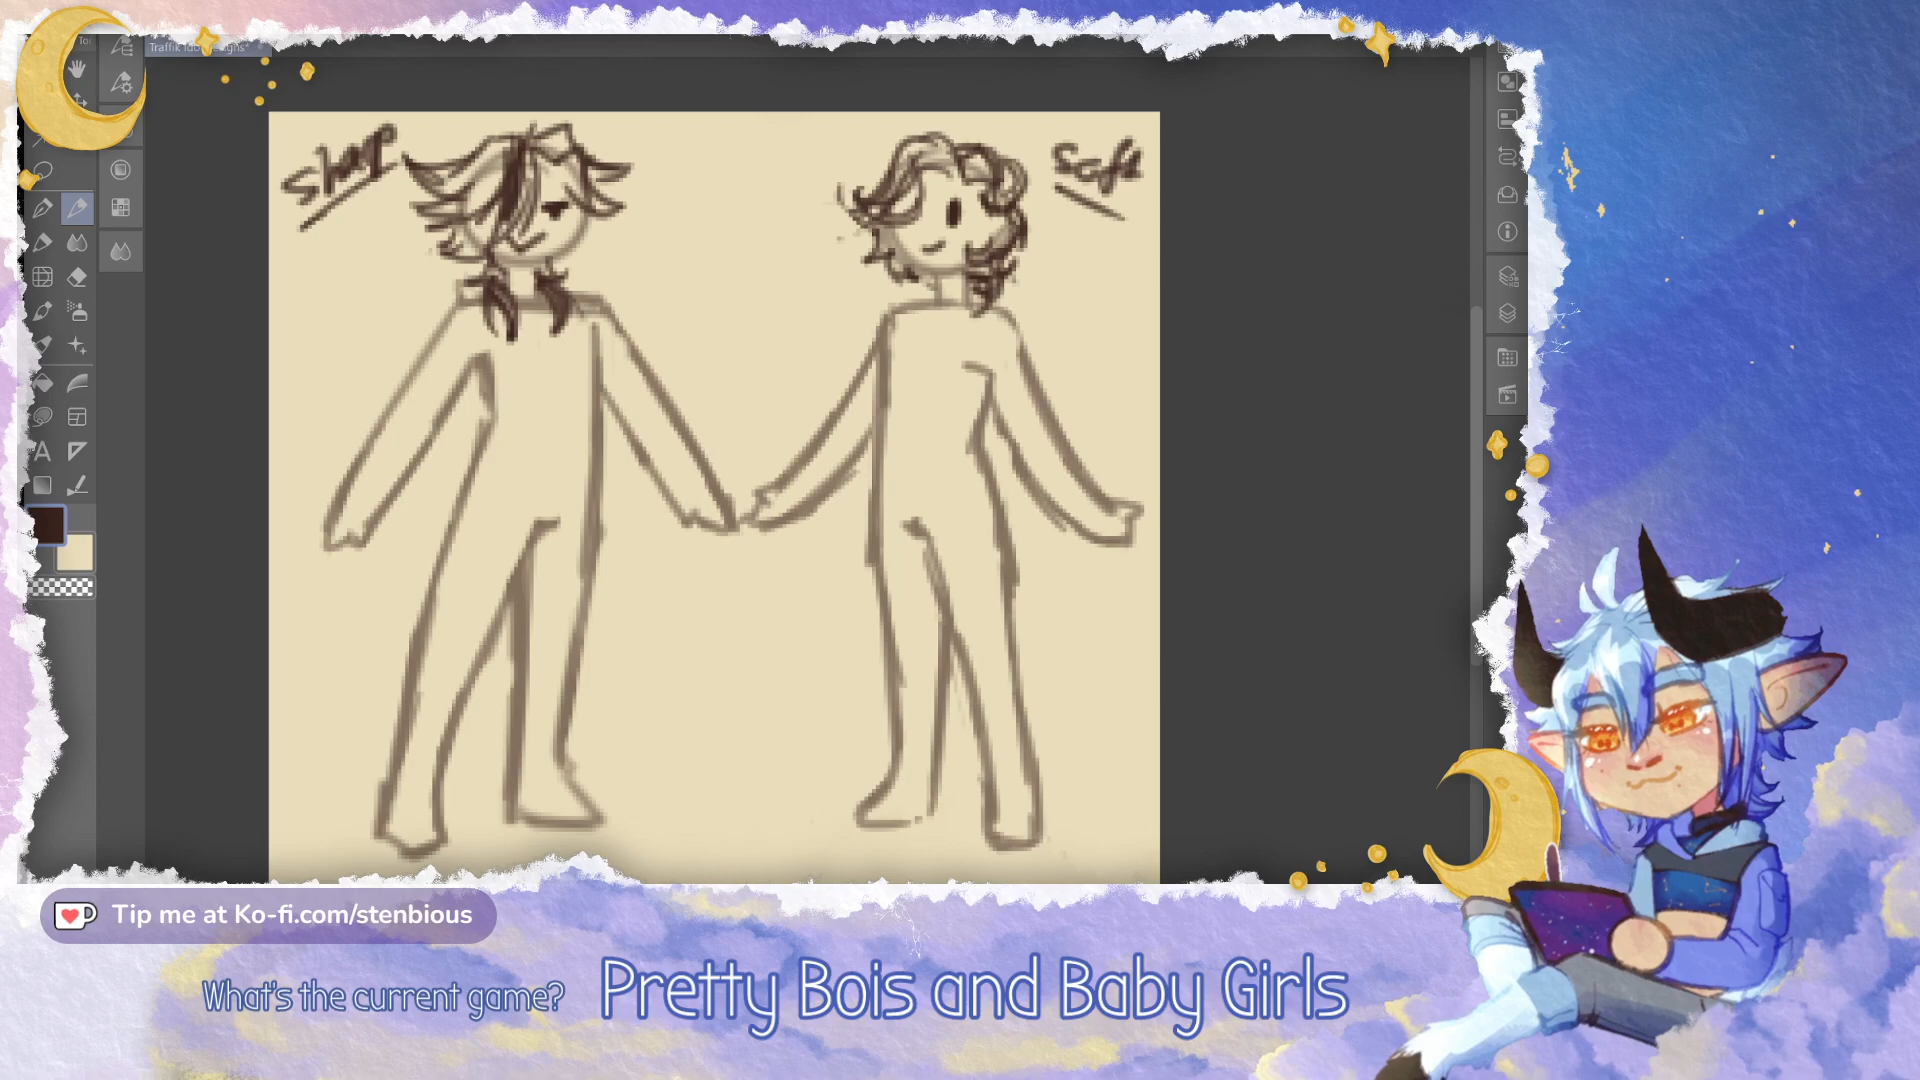 Sharp
Soft
Tip me at Ko-fi.com/stenbious
What's the current game?
Pretty Bois and Baby Girls